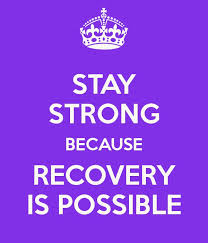 STAY
STRONG
BECAUSE
RECOVERY
IS POSSIBLE